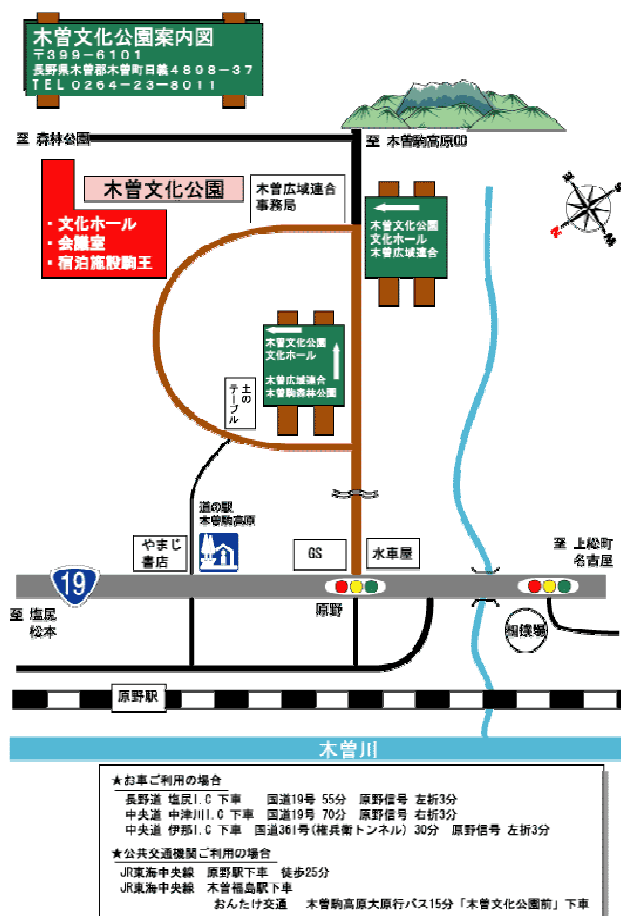 木曽文化公園案内図
〒399-6101
長野県木曽郡木曽町日義4808-37
TEL0264-23-8011
至 森林公園
至 木曽駒高原CC
木曽文化公園
木曽広域連合
事務局
・文化ホール
・会議室
・宿泊施設駒王
木曽文化公園
文化ホール
木曽広域連合
N
E
S
W
木曽文化公園
文化ホール
木曽広域連合
木曽駒森林公園
土の
テーブル
道の駅
木曽駒高原
やまじ
書店
GS
水車屋
至 上松町
名古屋
19
原野
至 塩尻
松本
相撲場
原野駅
木曽川
★お車ご利用の場合
長野道 塩尻I.C 下車 国道19号 55分 原野信号 左折3分
中央道 中津川I.C 下車 国道19号 70分 原野信号 右折3分
中央道 伊那I.C 下車 国道361号(権兵衛トンネル) 30分 原野信号 左折3分
★公共交通機関ご利用の場合
JR東海中央線 原野駅下車 徒歩25分
JR東海中央線 木曽福島駅下車
おんたけ交通 木曽駒高原大原行バス15分「木曽文化公園前」下車